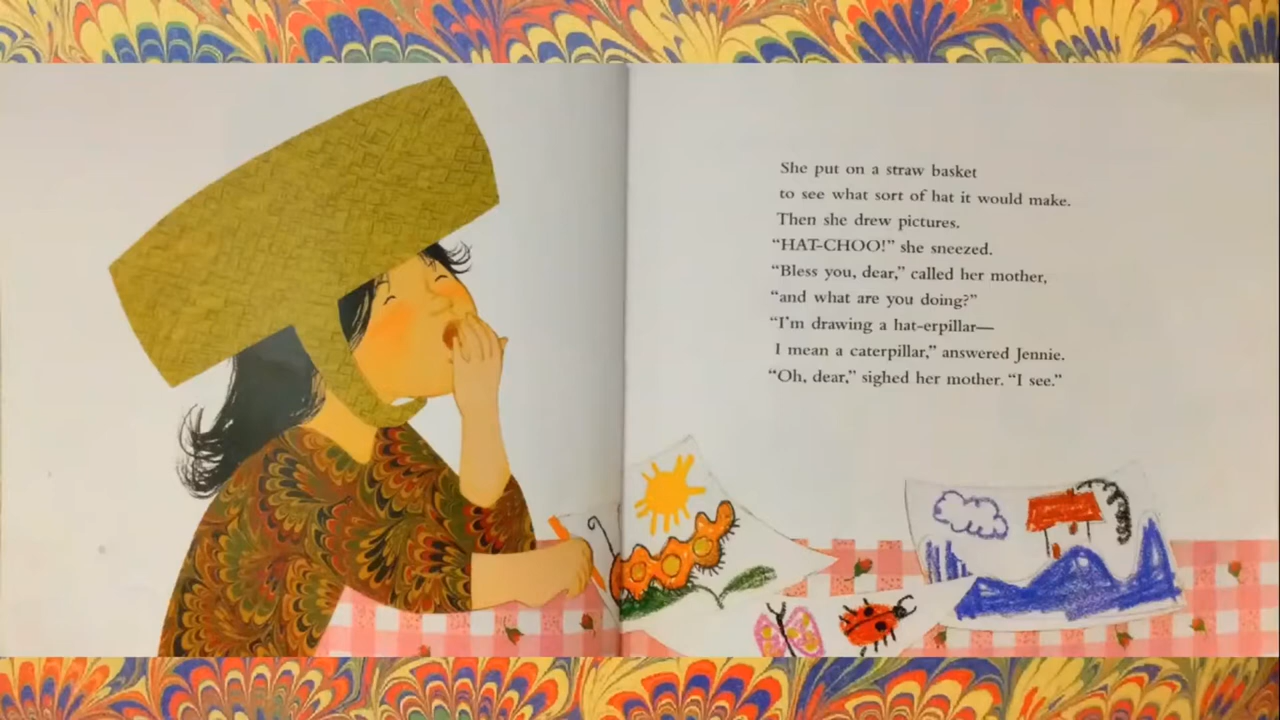 She put on a straw basket
to see what sort of hat it would make.
Then she drew pictures.
“HAT-CHOO!” she sneezed.
“Bless you, dear,” called her mother,
“and what are you doing?”
“I’m drawing a hat-erpillar—
I mean a caterpillar,” answered Jennie.
“Oh, dear,” sighed her mother. “I see.”